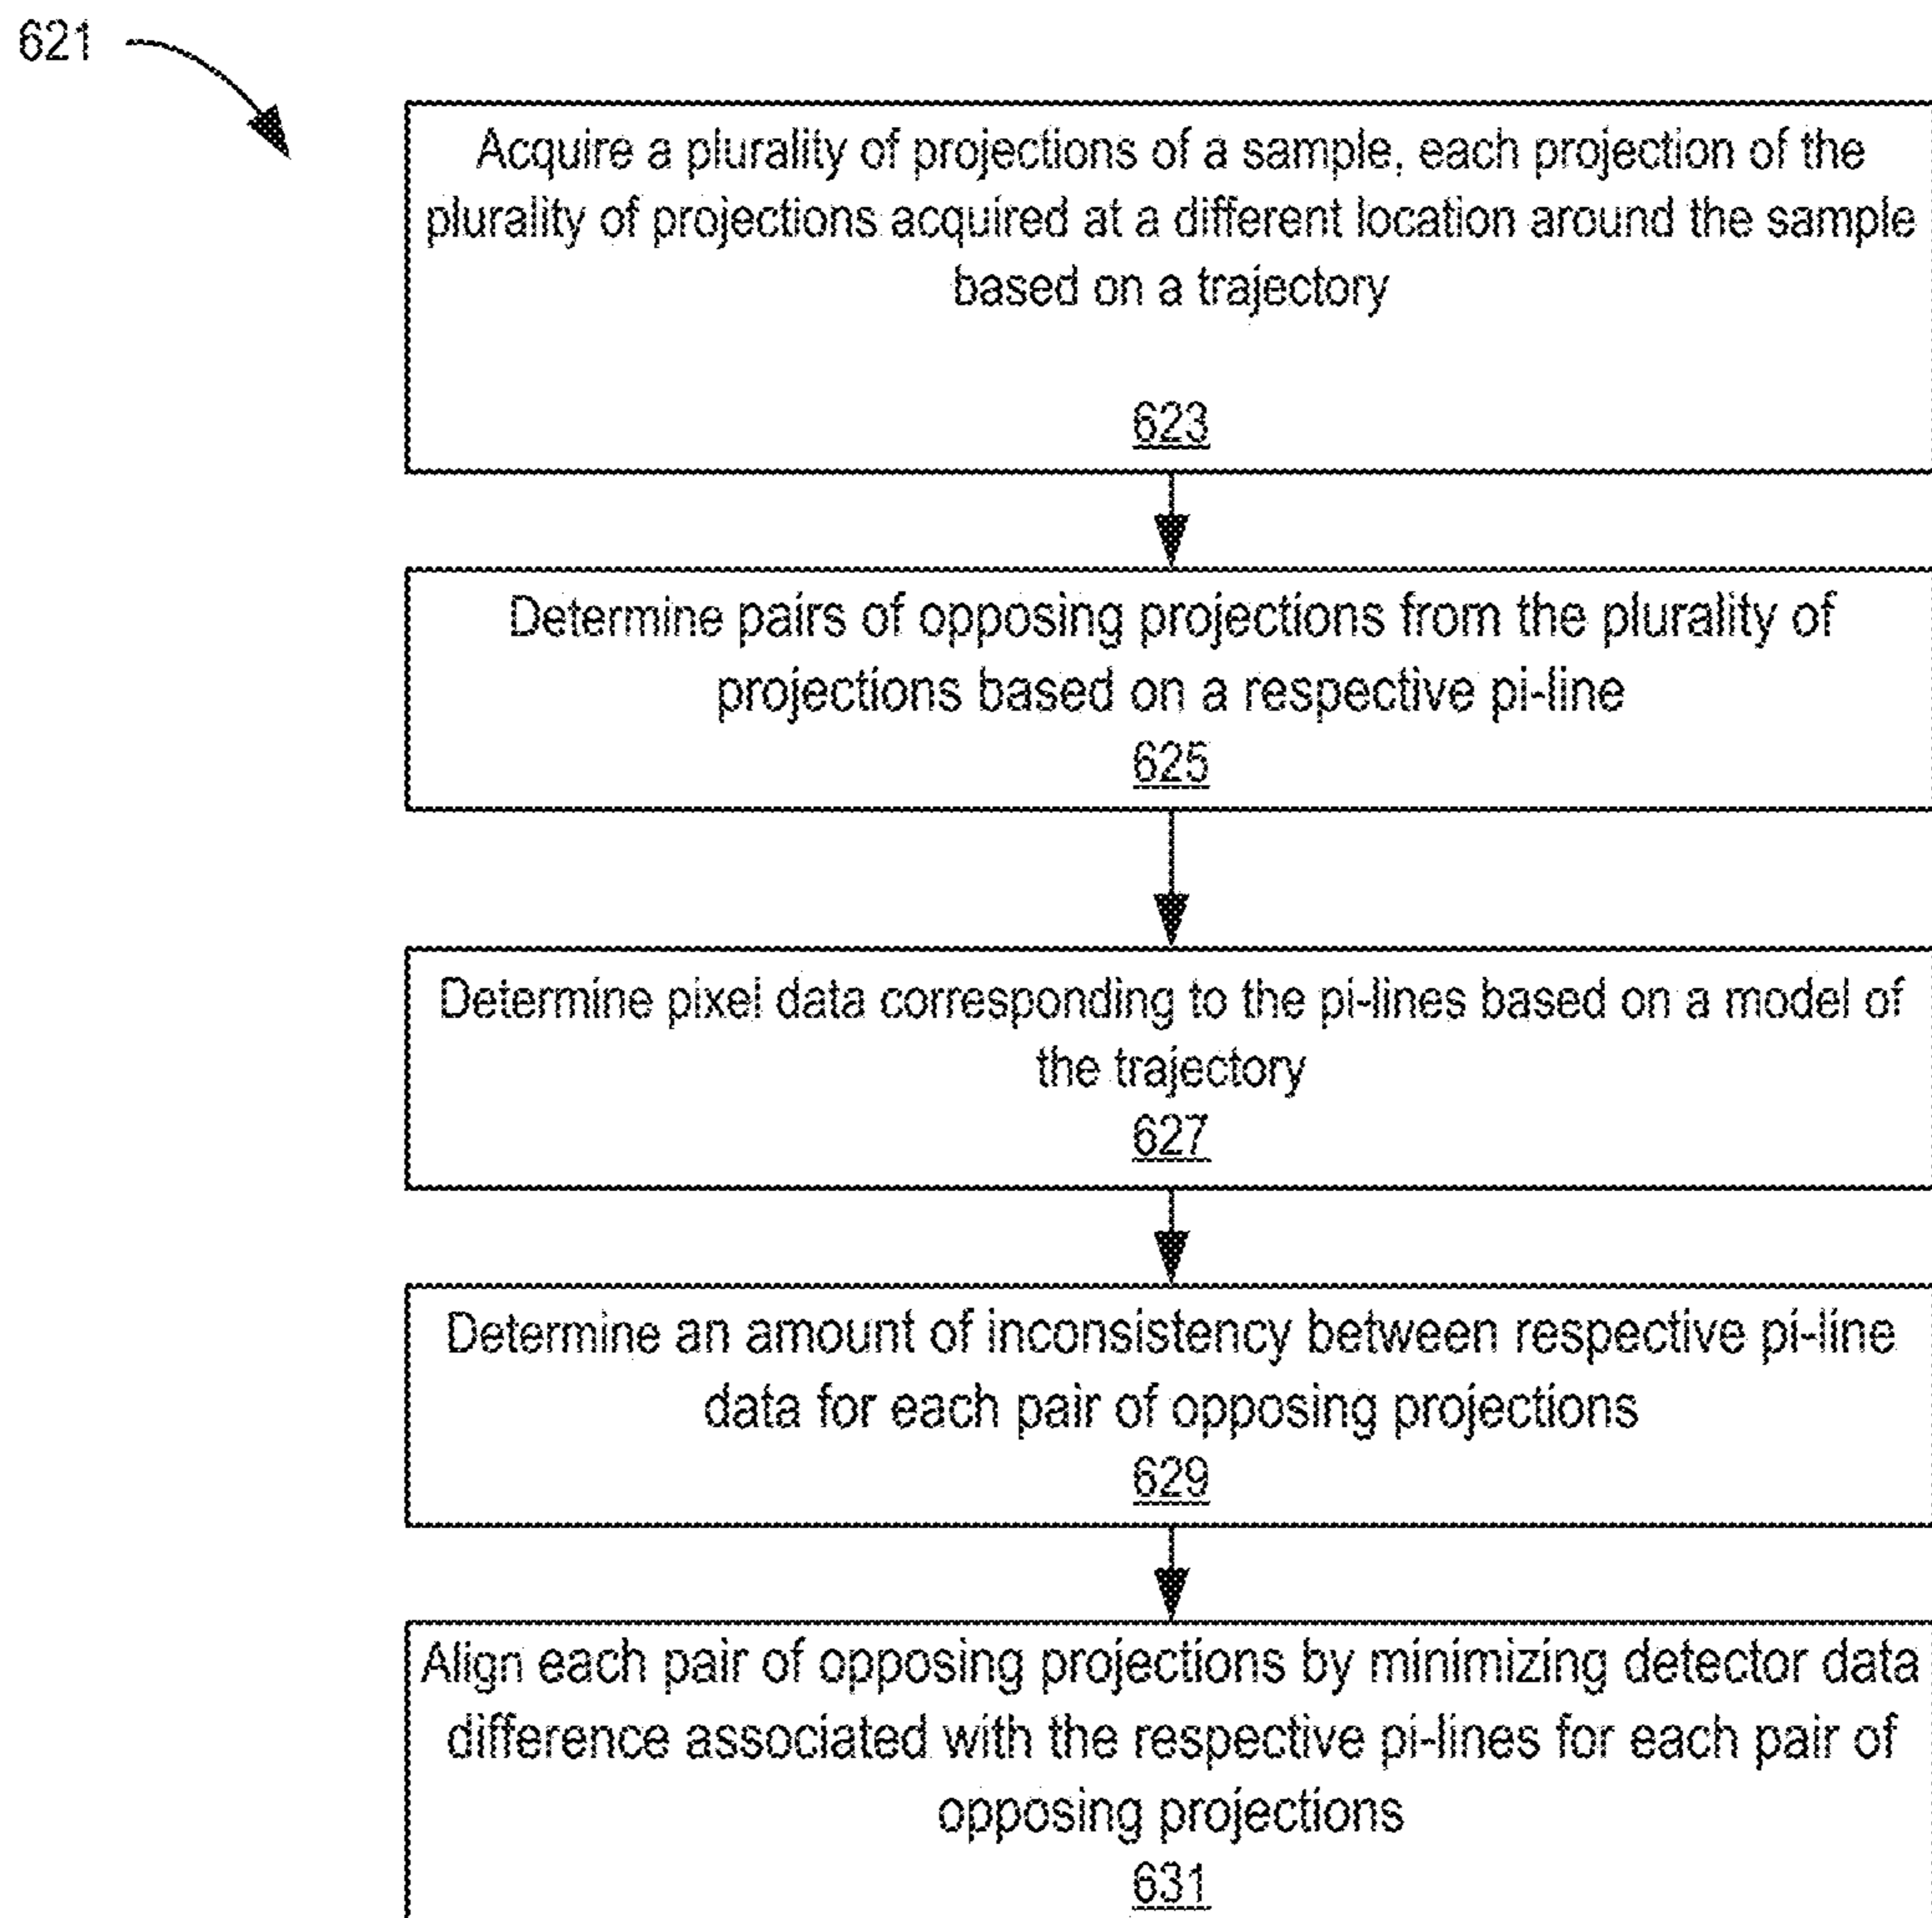 621
Acquire a plurality of projections of a sample, each projection of the
plurality of projections acquired at a different location around the sample
based on a trajectory
623
Determine pairs of opposing projections from the plurality of
projections based on a respective pi-line
625
Determine pixel data corresponding to the pi-lines based on a model of
the trajectory
627
Determine an amount of inconsistency between respective pi-line
data for each pair of opposing projections
629
Align each pair of opposing projections by minimizing detector data
difference associated with the respective pi-lines for each pair of
opposing projections
631